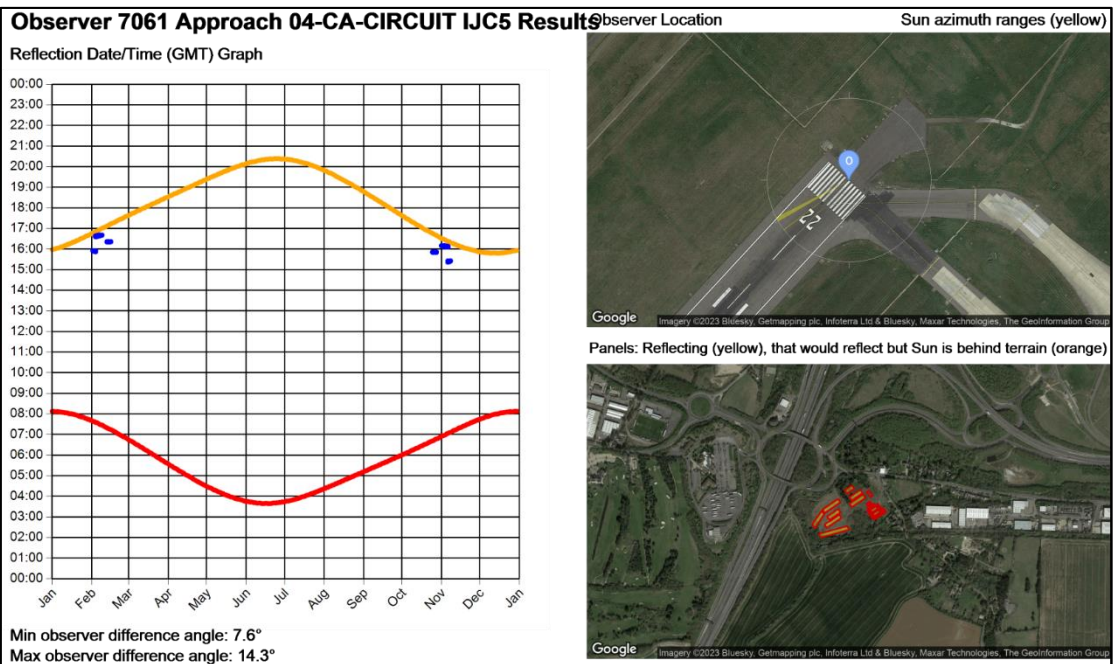 Observer 7061 Approach 04-CA-CIRCUIT IJC5 Results
Observer Location
Sun azimuth ranges (yellow)
Reflection Date/Time (GMT) Graph
00:00
23:00
22:00
21:00
20:00
19:00
18:00
17:00
16:00
15:00
14:00
13:00
12:00
11:00
10:00
09:00
08:00
07:00
06:00
05:00
04:00
03:00
02:00
01:00
00:00
Jan Feb Mar Apr May Jun Jul Aug Sep Oct Nov Dec Jan
Min observer difference angle: 7.6°
Max observer difference angle: 14.3°
O
22
Google
Imagery ©2023 Bluesky, Getmapping plc, Infoterra Ltd & Bluesky, Maxar Technologies, The GeoInformation Group
Panels: Reflecting (yellow), that would reflect but Sun is behind terrain (orange)
Google
Imagery ©2023 Bluesky, Getmapping plc, Infoterra Ltd & Bluesky, Maxar Technologies, The GeoInformation Group